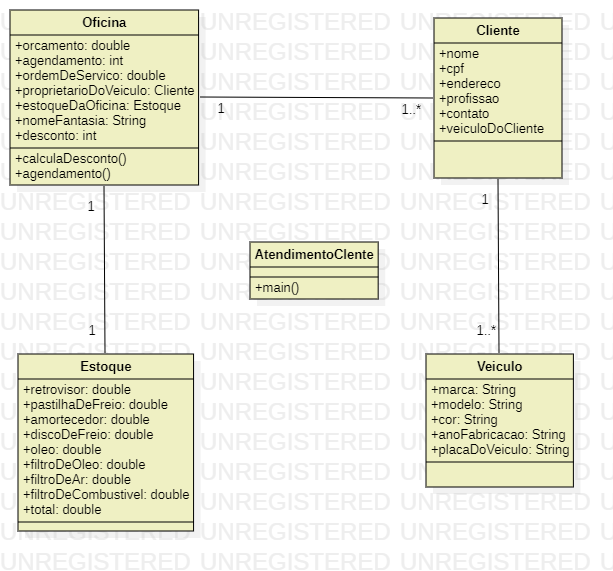 Oficina
+orcamento: double
+agendamento: int
+ordemDeServico: double
+proprietarioDoVeiculo: Cliente
+estoqueDaOficina: Estoque
+nomeFantasia: String
+desconto: int
+calculaDesconto()
+agendamento()
1
1..*
Cliente
+nome
+cpf
+endereco
+profissao
+contato
+veiculoDoCliente
1
1
1
1..*
AtendimentoClente
+main()
Estoque
+retrovisor: double
+pastilhaDeFreio: double
+amortecedor: double
+discoDeFreio: double
+oleo: double
+filtroDeOleo: double
+filtroDeAr: double
+filtroDeCombustivel: double
+total: double
Veiculo
+marca: String
+modelo: String
+cor: String
+anoFabricacao: String
+placaDoVeiculo: String
UNREGISTERED